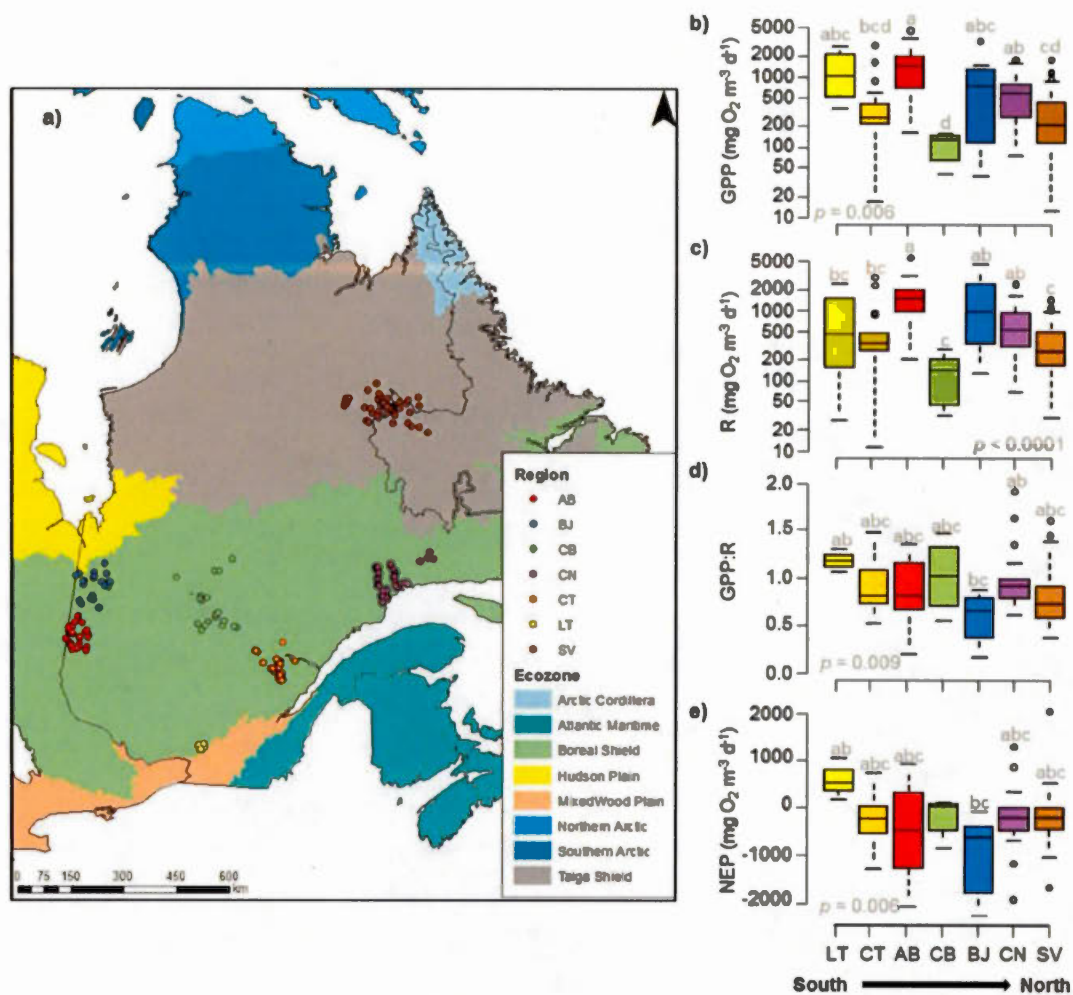 a)
Region
AB
BJ
CB
CN
CT
LT
SV
Ecozone
Arctic Cordillera
Atlantic Maritime
Boreal Shield
Hudson Plain
MixedWood Plain
Northern Arctic
Southern Arctic
Taiga Shield
0 75 150 300 450 600
km
b)
GPP (mg O₂ m⁻³ d⁻¹)
5000
2000
1000
500
200
100
50
20
10
abc bcd a d abc ab cd
p = 0.006
c)
R (mg O₂ m⁻³ d⁻¹)
5000
2000
1000
500
200
100
50
20
10
bc bc a c ab ab c
p < 0.0001
d)
GPP:R
2.0
1.5
1.0
0.5
0.0
ab abc abc abc bc ab abc
p = 0.009
e)
NEP (mg O₂ m⁻³ d⁻¹)
2000
1000
0
-1000
-2000
ab abc abc bc abc abc
p = 0.006
LT CT AB CB BJ CN SV
South North